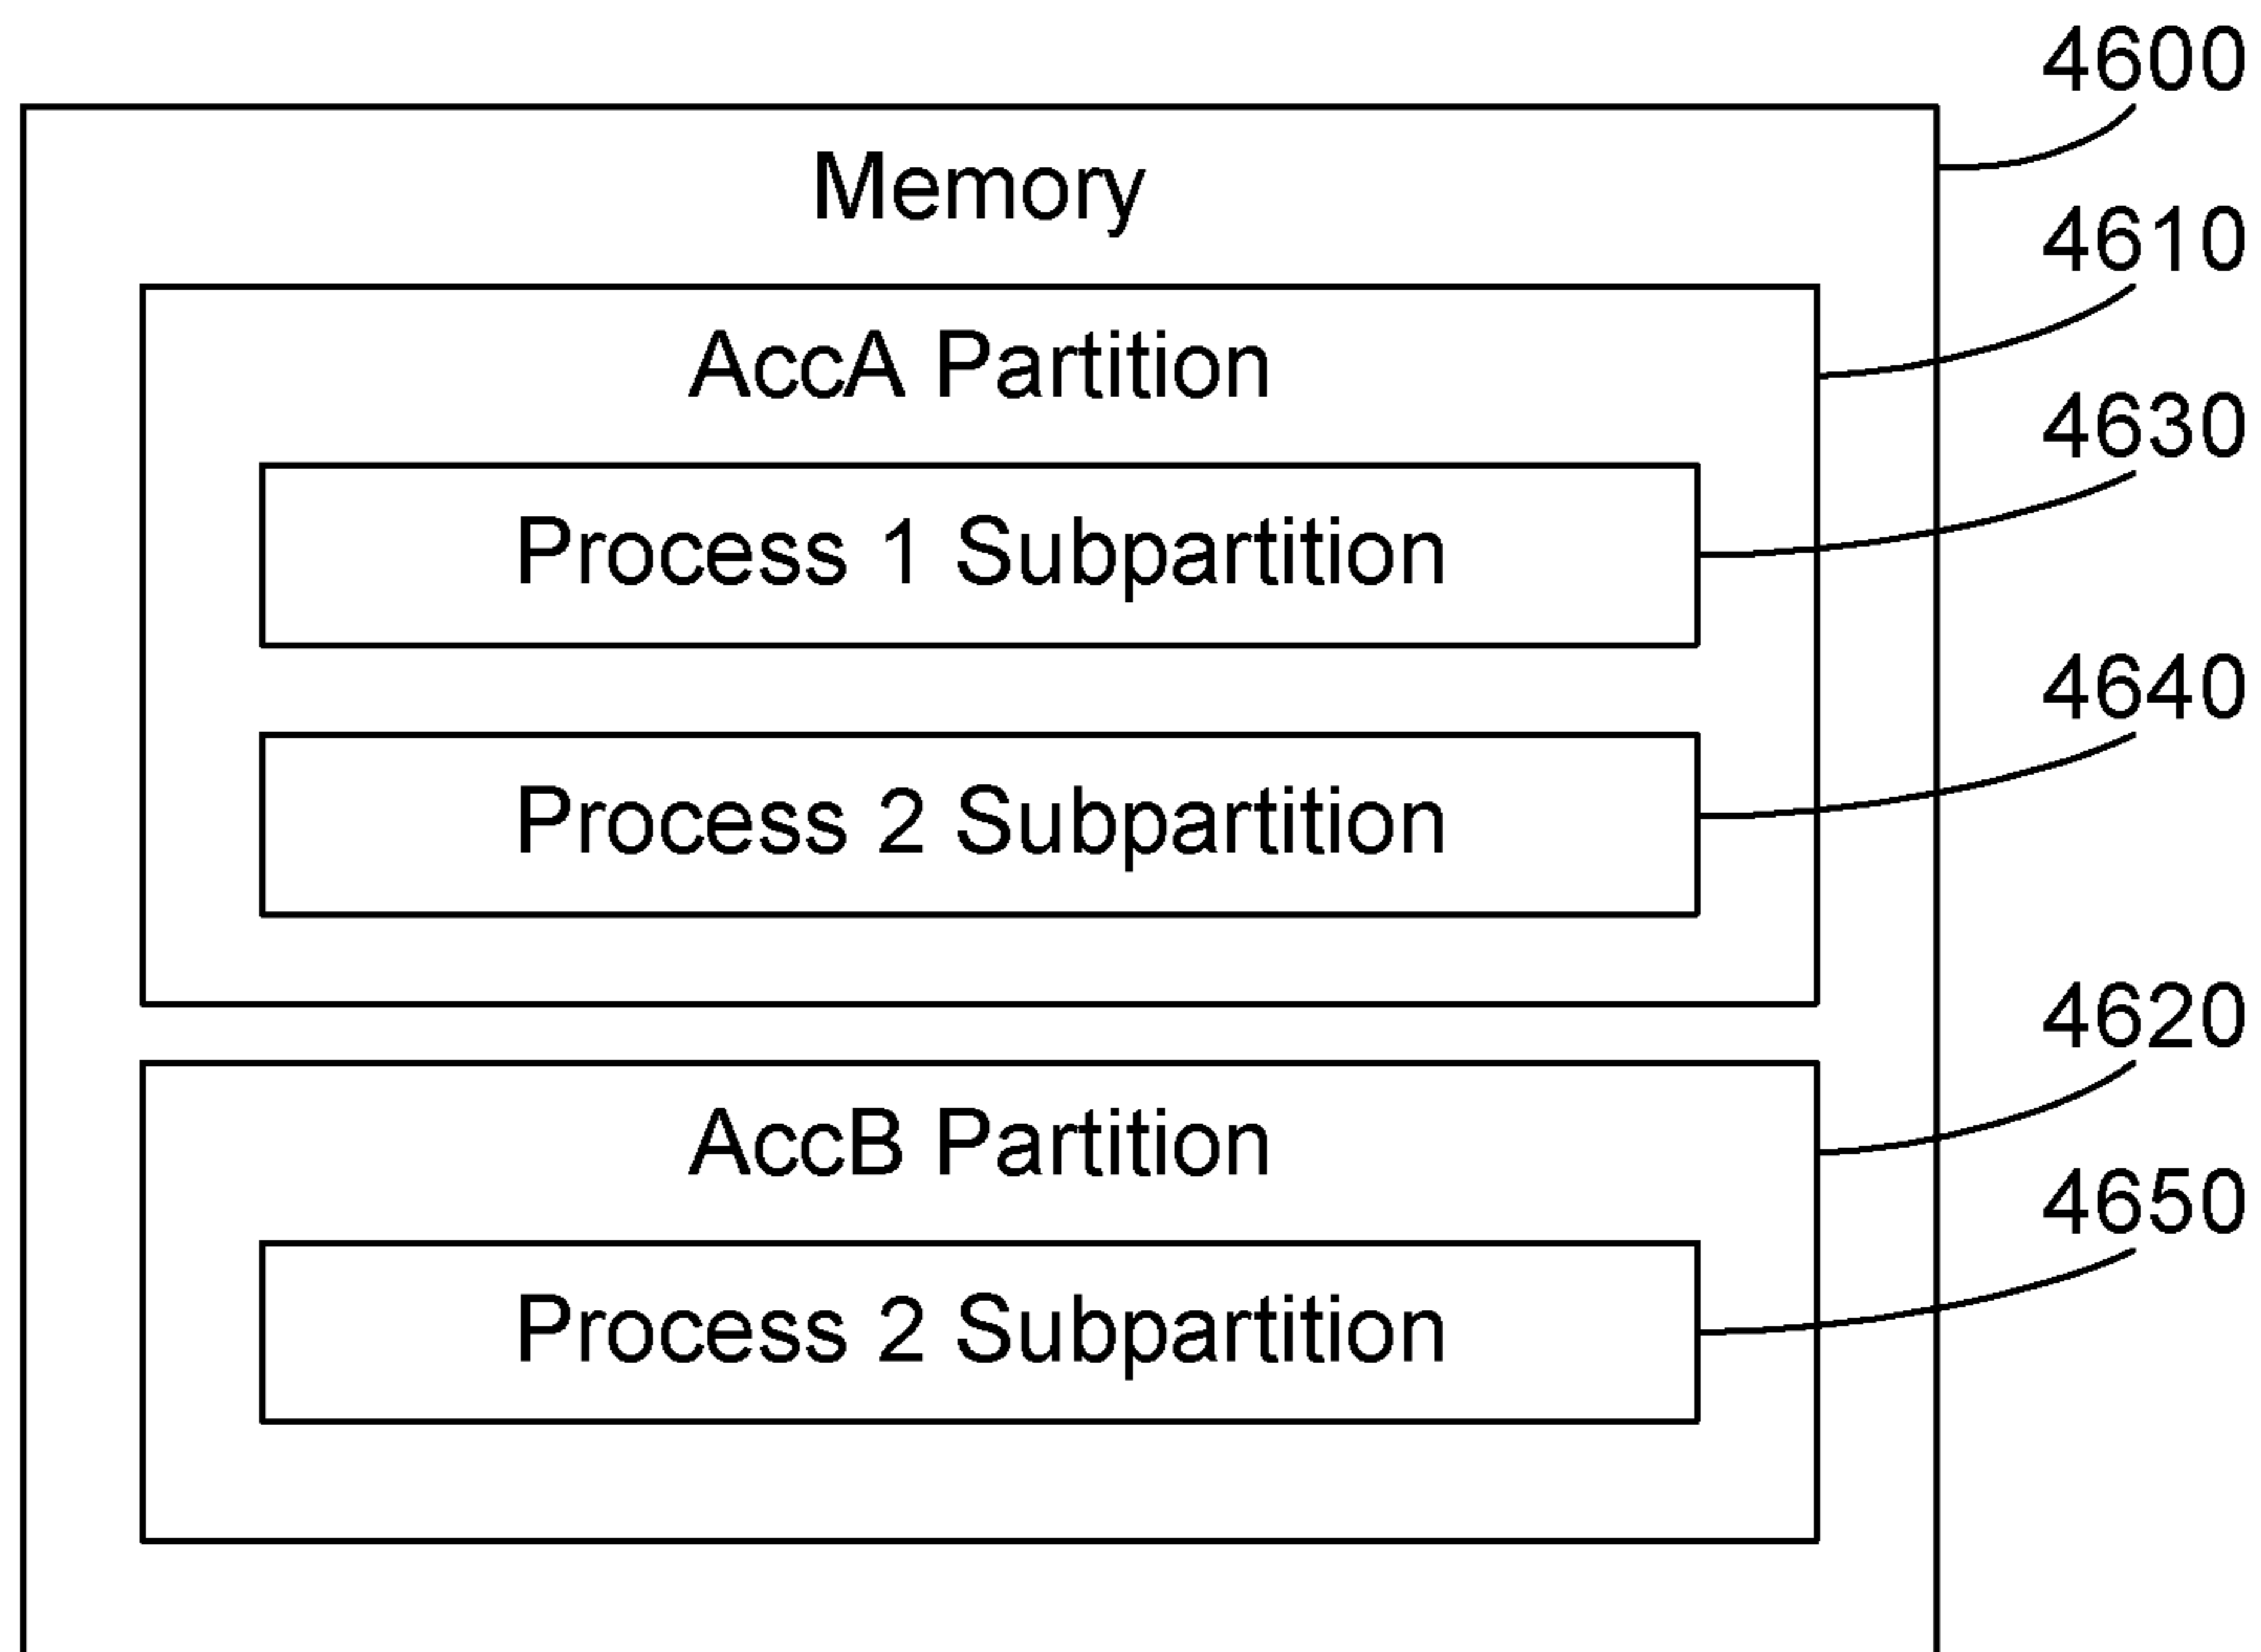 4600
Memory
4610
AccA Partition
4630
Process 1 Subpartition
4640
Process 2 Subpartition
4620
AccB Partition
4650
Process 2 Subpartition